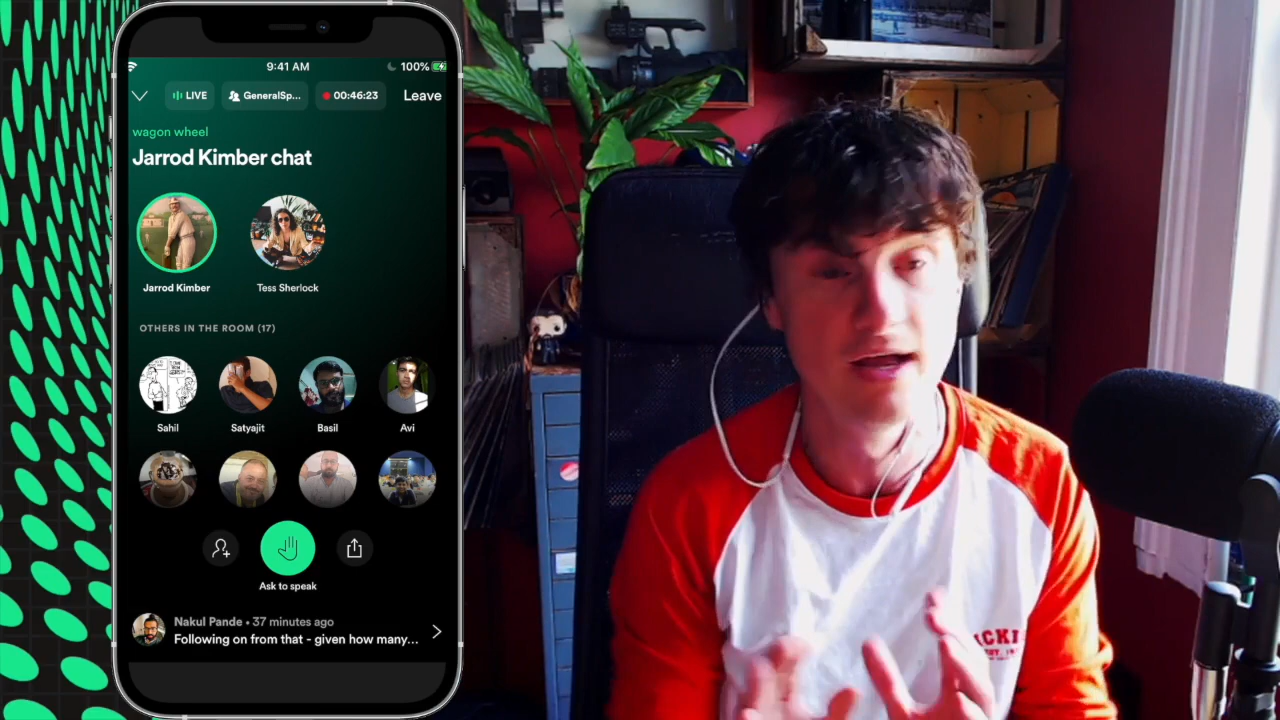 9:41 AM
100%
LIVE
GeneralSp...
00:46:23
Leave
wagon wheel
Jarrod Kimber chat
Jarrod Kimber
Tess Sherlock
OTHERS IN THE ROOM (17)
Sahil
Satyajit
Basil
Avi
Ask to speak
Nakul Pande • 37 minutes ago
Following on from that - given how many...